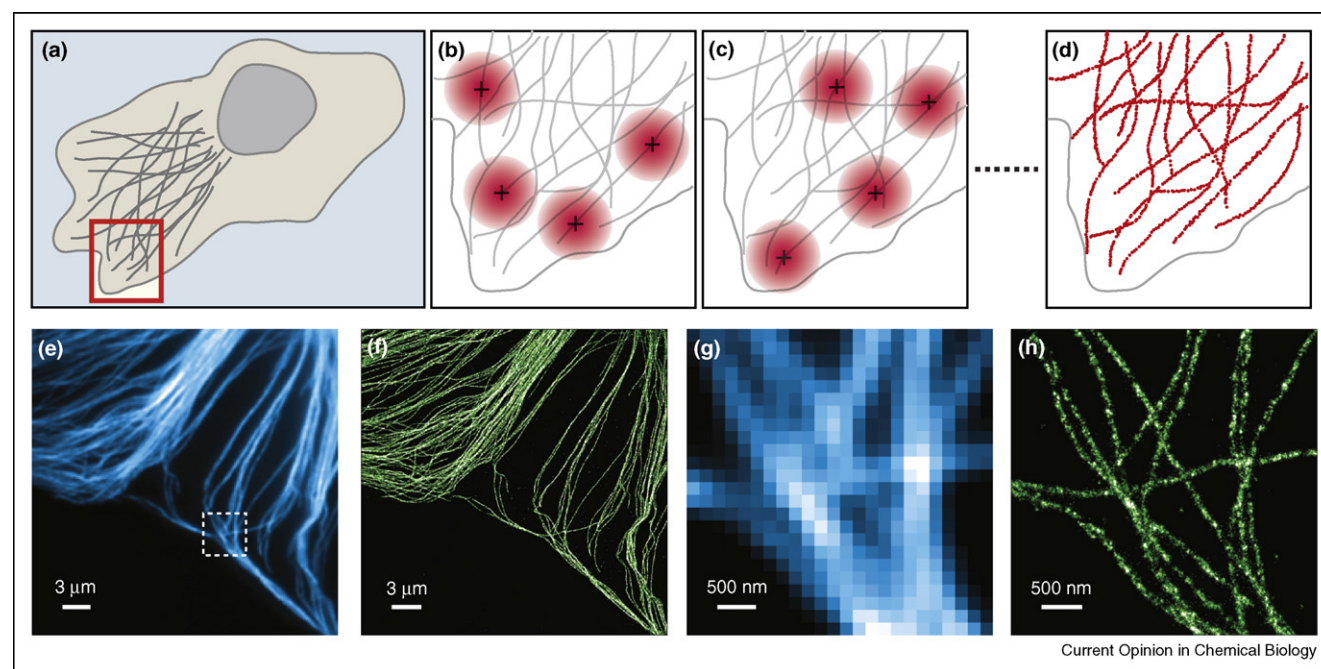 (a)
(b)
(c)
(d)
(e)
3 μm
(f)
3 μm
(g)
500 nm
(h)
500 nm
Current Opinion in Chemical Biology